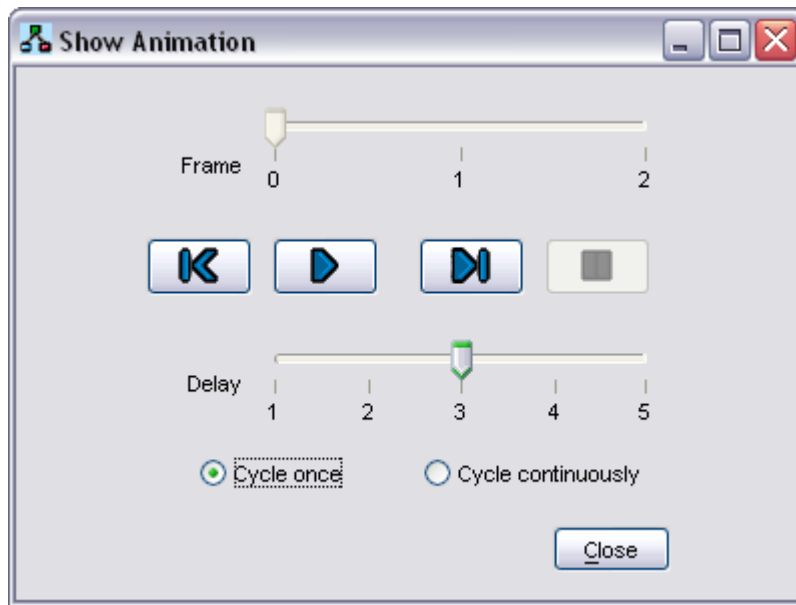 Show Animation
Frame
0 1 2
Delay
1 2 3 4 5
Cycle once Cycle continuously
Close